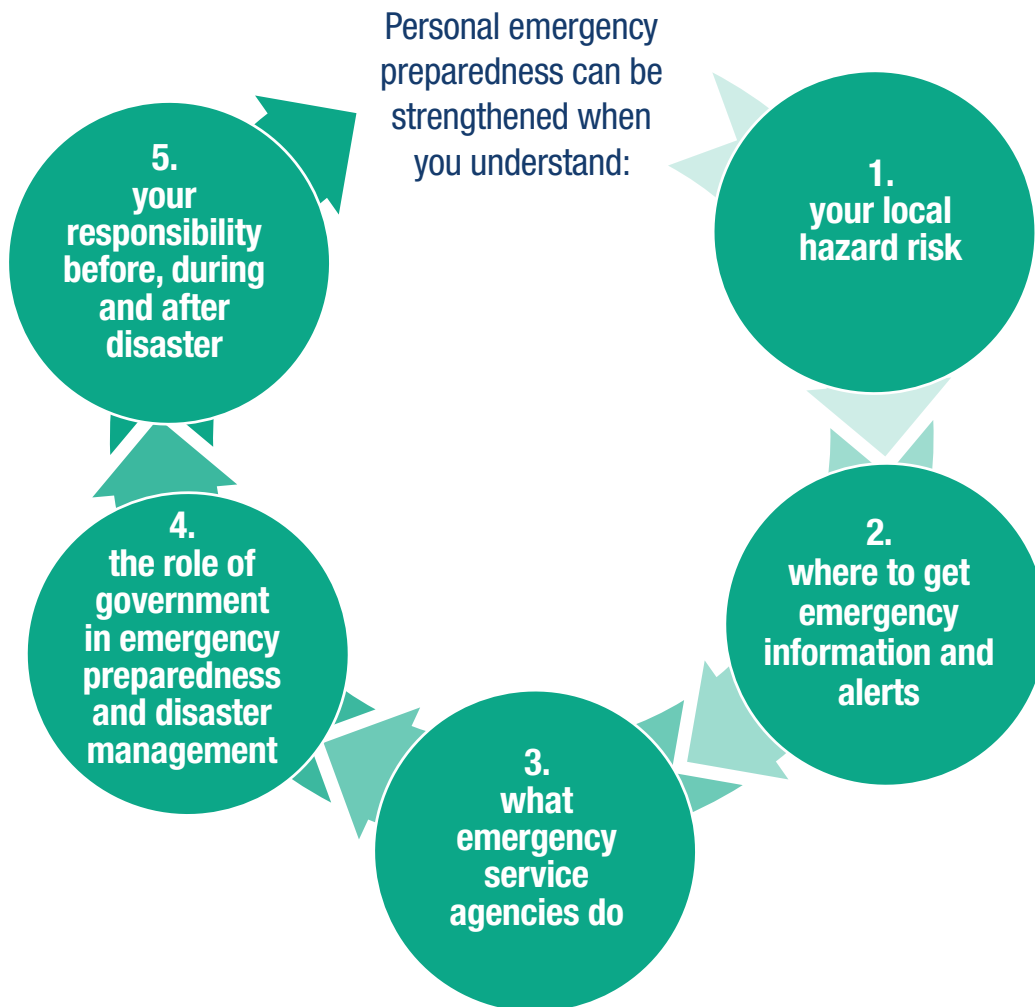 Personal emergency
preparedness can be
strengthened when
you understand:
1.
your local
hazard risk
2.
where to get
emergency
information and
alerts
3.
what
emergency
service
agencies do
4.
the role of
government
in emergency
preparedness
and disaster
management
5.
your
responsibility
before, during
and after
disaster